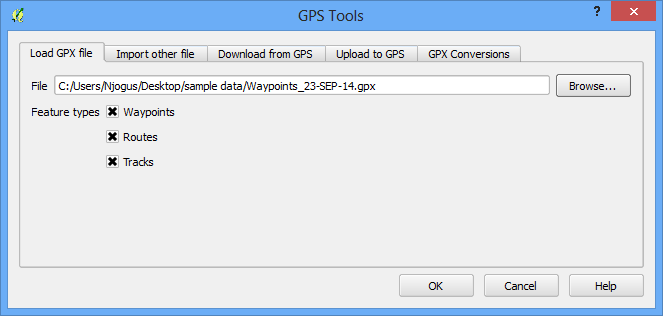 GPS Tools
? ×
Load GPX file Import other file Download from GPS Upload to GPS GPX Conversions
File C:/Users/Njogus/Desktop/sample data/Waypoints_23-SEP-14.gpx Browse...
Feature types Waypoints
Routes
Tracks
OK Cancel Help